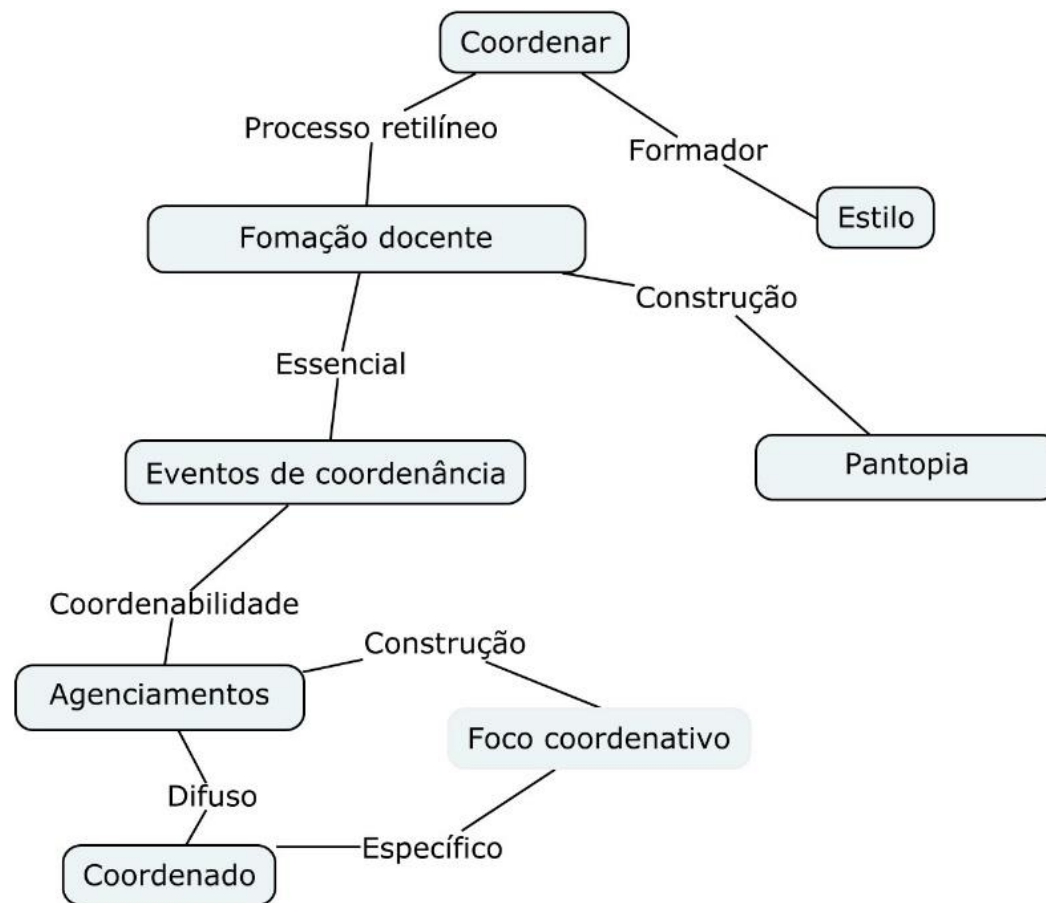 Coordenar
Processo retilíneo
Formador
Estilo
Fomação docente
Construção
Essencial
Pantopia
Eventos de coordenância
Coordenabilidade
Construção
Agenciamentos
Foco coordenativo
Difuso
Específico
Coordenado